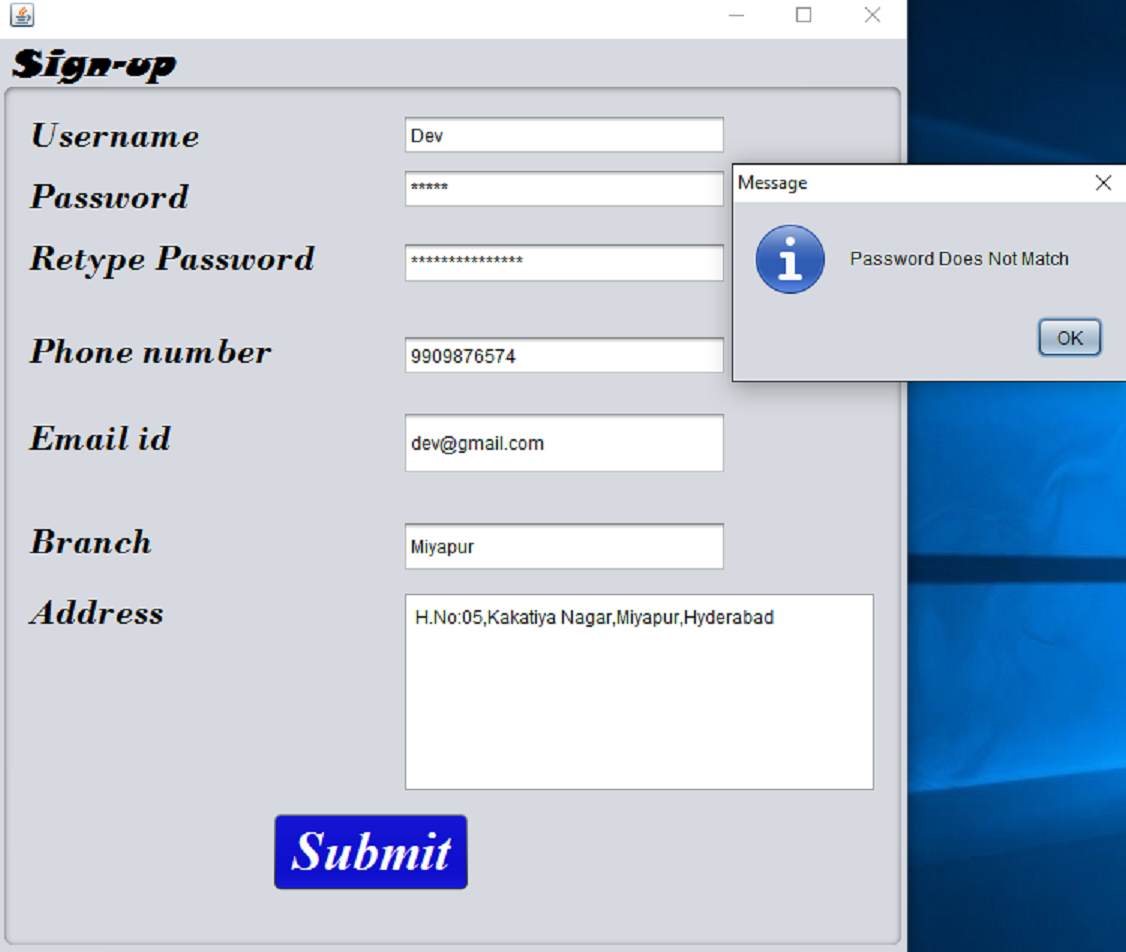 Sign-up
Username Dev
Password *****
Retype Password ***************
Phone number 9909876574
Email id dev@gmail.com
Branch Miyapur
Address H.No:05,Kakatiya Nagar,Miyapur,Hyderabad
Submit
Message
Password Does Not Match
OK